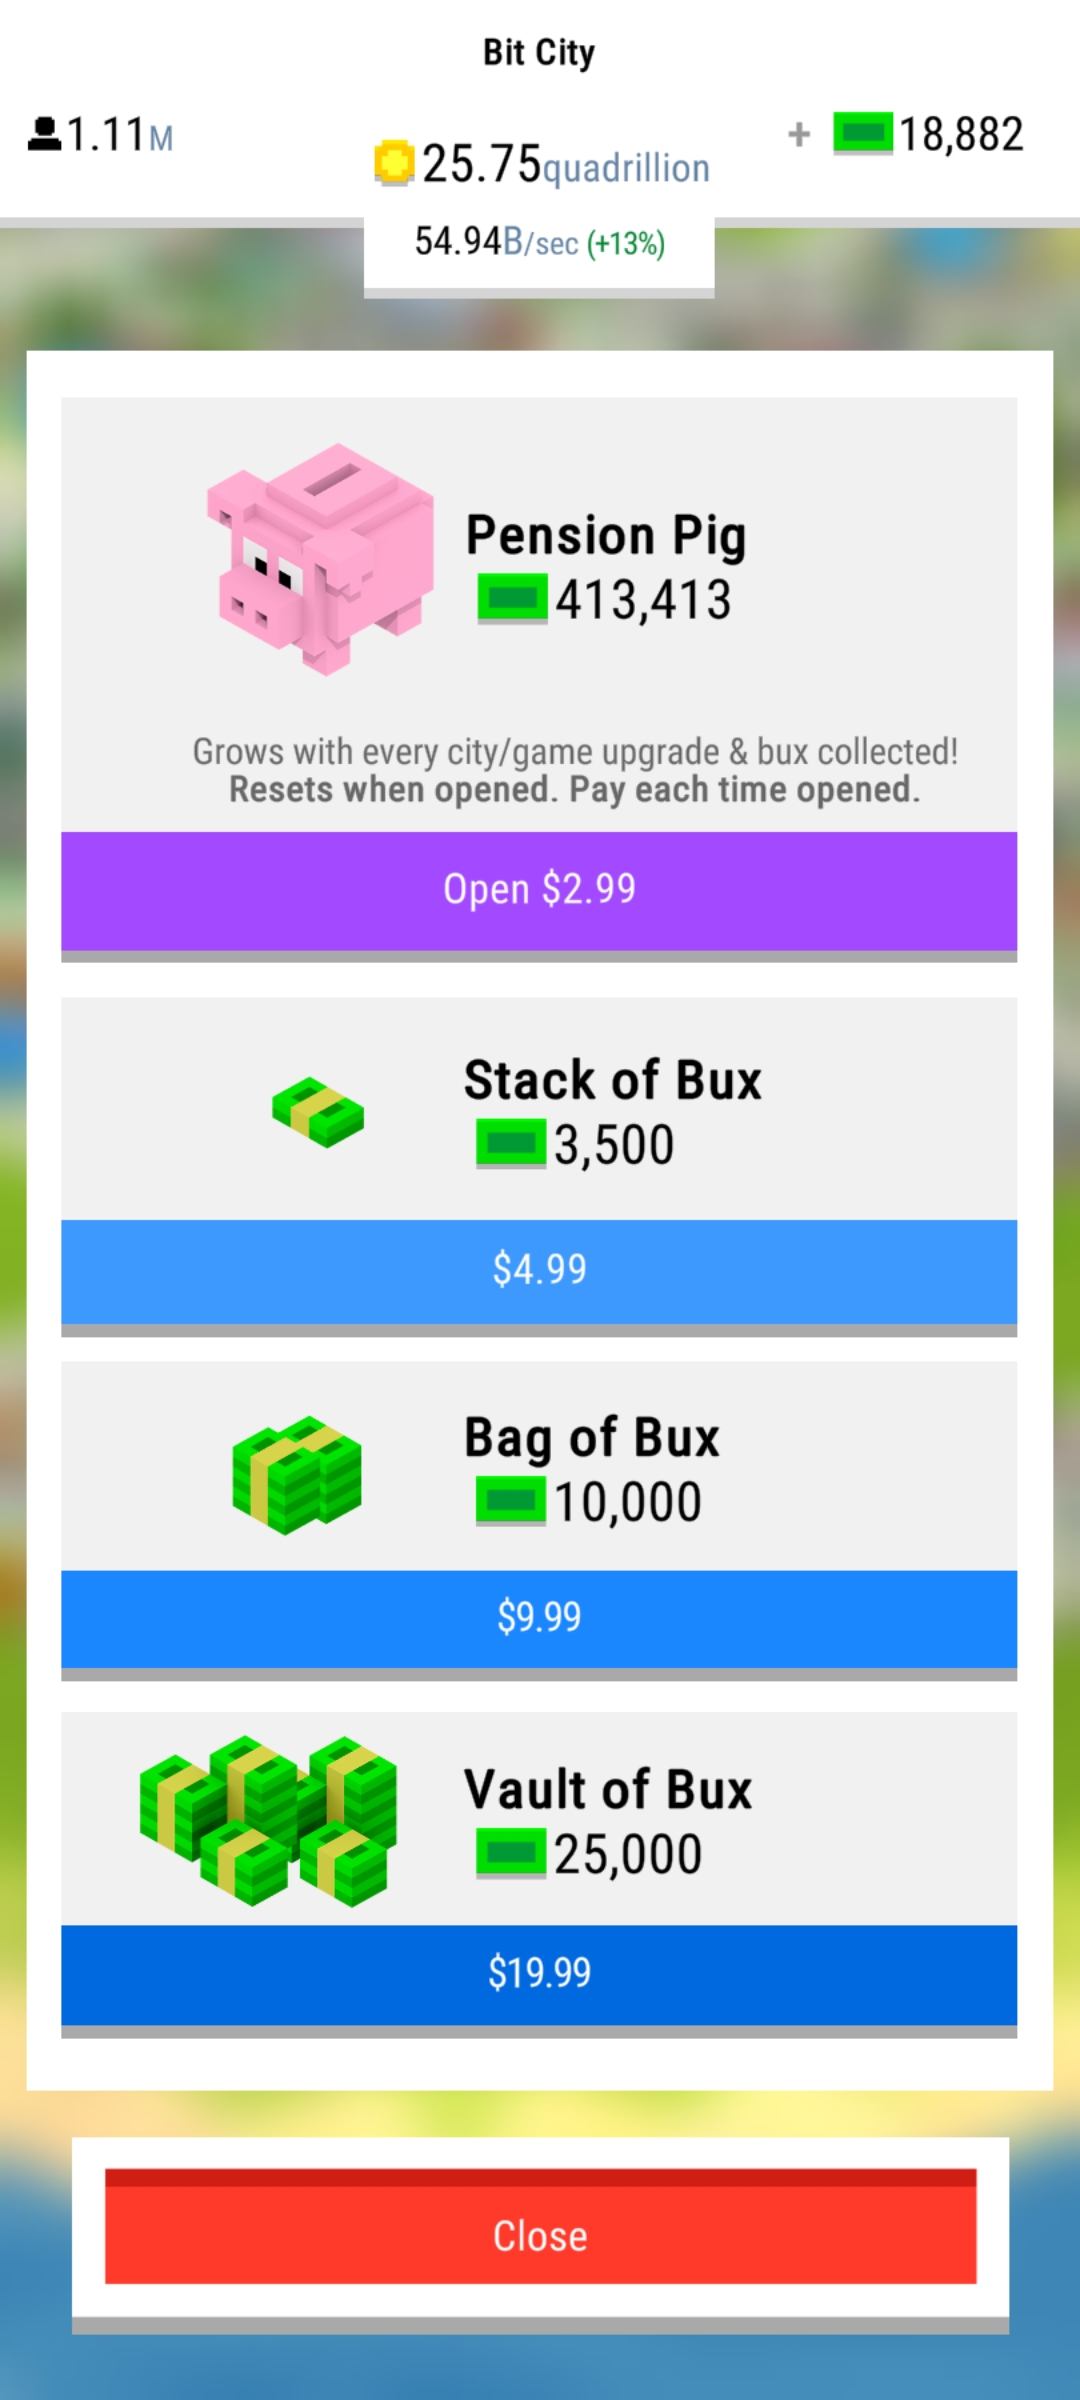 Bit City
1.11M
25.75quadrillion
+ 18,882
54.94B/sec (+13%)
Pension Pig
413,413
Grows with every city/game upgrade & bux collected!
Resets when opened. Pay each time opened.
Open $2.99
Stack of Bux
3,500
$4.99
Bag of Bux
10,000
$9.99
Vault of Bux
25,000
$19.99
Close